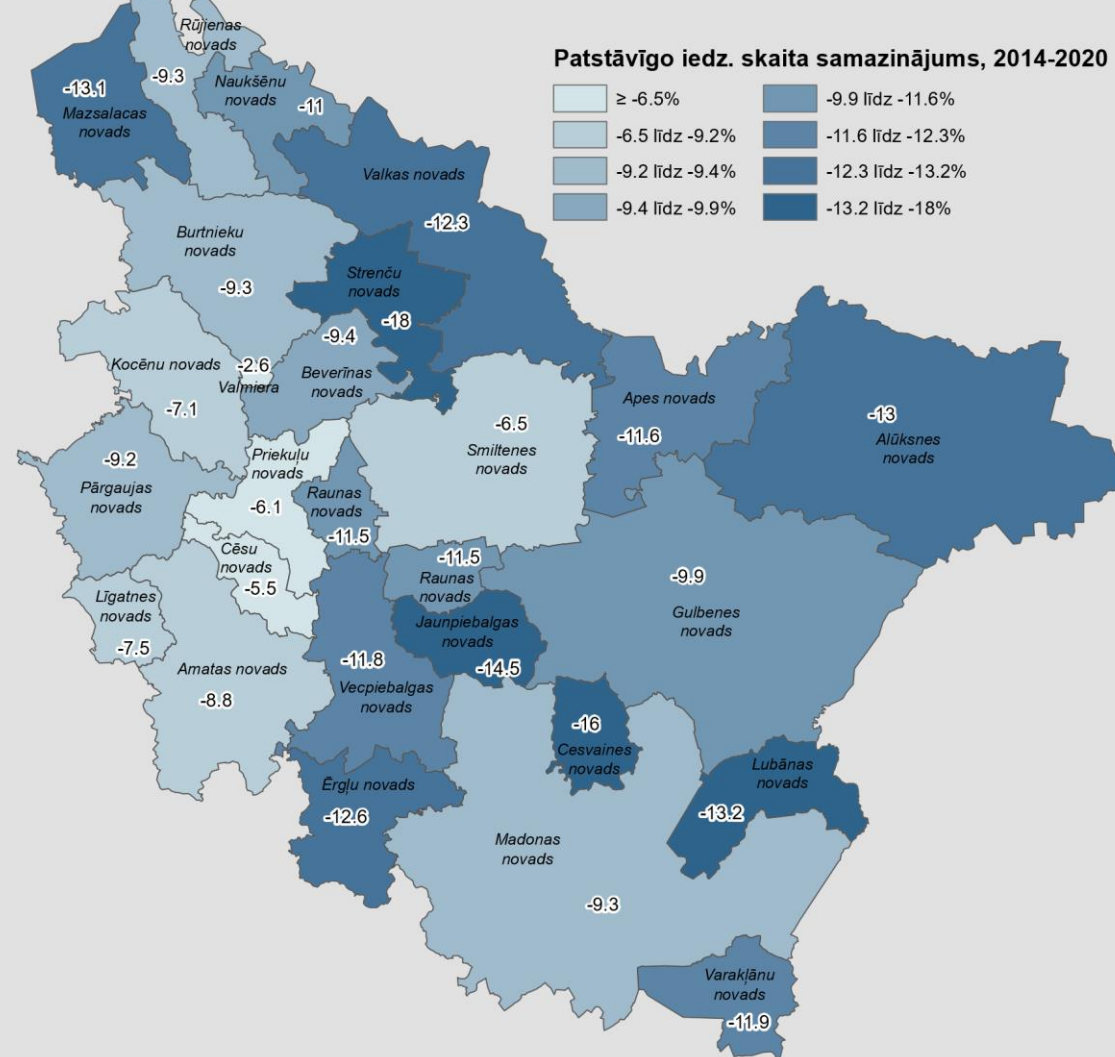 Rūjienas
novads
-9.3
-13.1
Mazsalacas
novads
Naukšēnu
novads
-11
Patstāvīgo iedz. skaita samazinājums, 2014-2020
≥ -6.5%
-6.5 līdz -9.2%
-9.2 līdz -9.4%
-9.4 līdz -9.9%
-9.9 līdz -11.6%
-11.6 līdz -12.3%
-12.3 līdz -13.2%
-13.2 līdz -18%
Valkas novads
-12.3
Burtnieku
novads
-9.3
Strenču
novads
-18
-9.4
Beverīnas
novads
Kocēnu novads
-7.1
-2.6
Valmiera
Apes novads
-11.6
-13
Alūksnes
novads
-6.5
Smiltenes
novads
-9.2
Pārgaujas
novads
Priekuļu
novads
-6.1
Raunas
novads
-11.5
Cēsu
novads
-5.5
-11.5
Raunas
novads
-9.9
Gulbenes
novads
Līgatnes
novads
-7.5
Jaunpiebalgas
novads
-14.5
Amatas novads
-8.8
-11.8
Vecpiebalgas
novads
-16
Cesvaines
novads
Lubānas
novads
-13.2
Ērgļu novads
-12.6
Madonas
novads
-9.3
Varakļānu
novads
-11.9